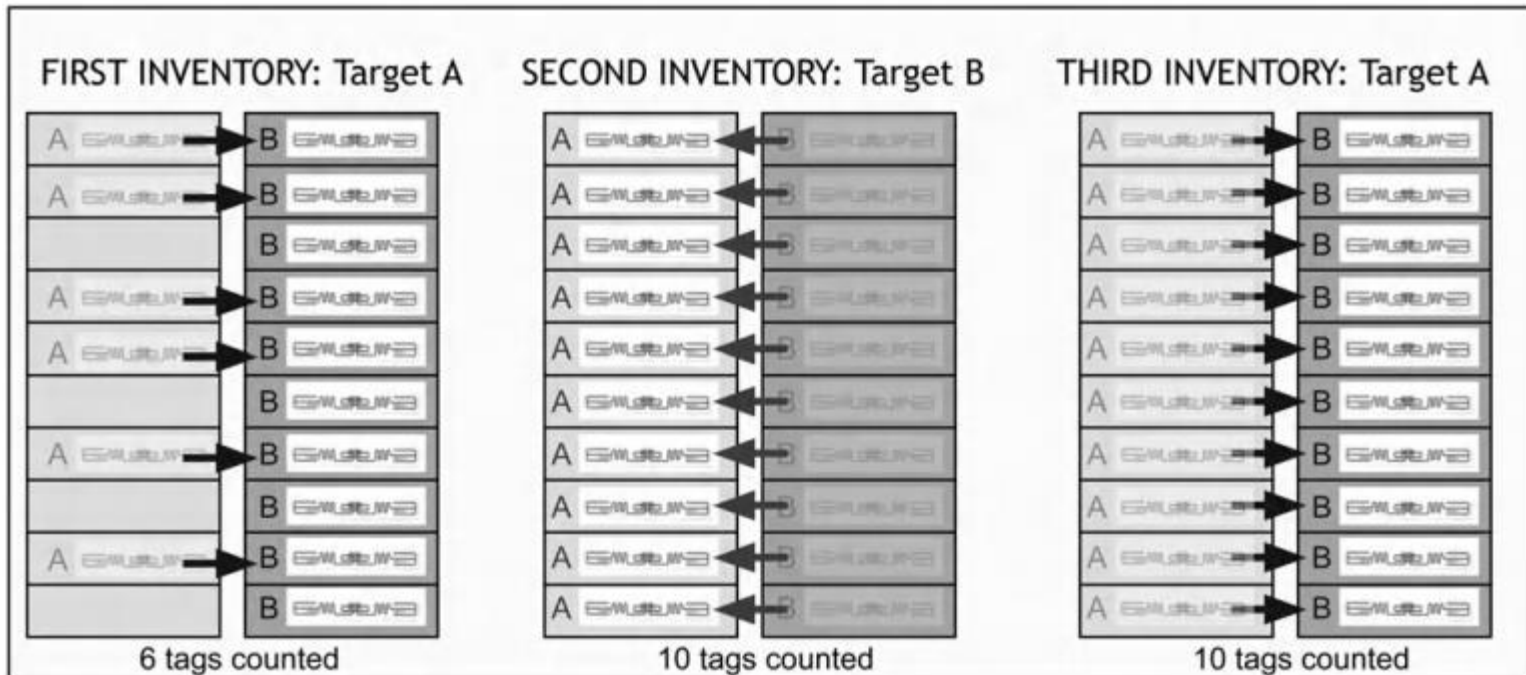 FIRST INVENTORY: Target A
A B
A B
B
A B
A B
B
A B
B
A B
B
6 tags counted
SECOND INVENTORY: Target B
A B
A B
A B
A B
A B
A B
A B
A B
A B
A B
10 tags counted
THIRD INVENTORY: Target A
A B
A B
A B
A B
A B
A B
A B
A B
A B
A B
10 tags counted